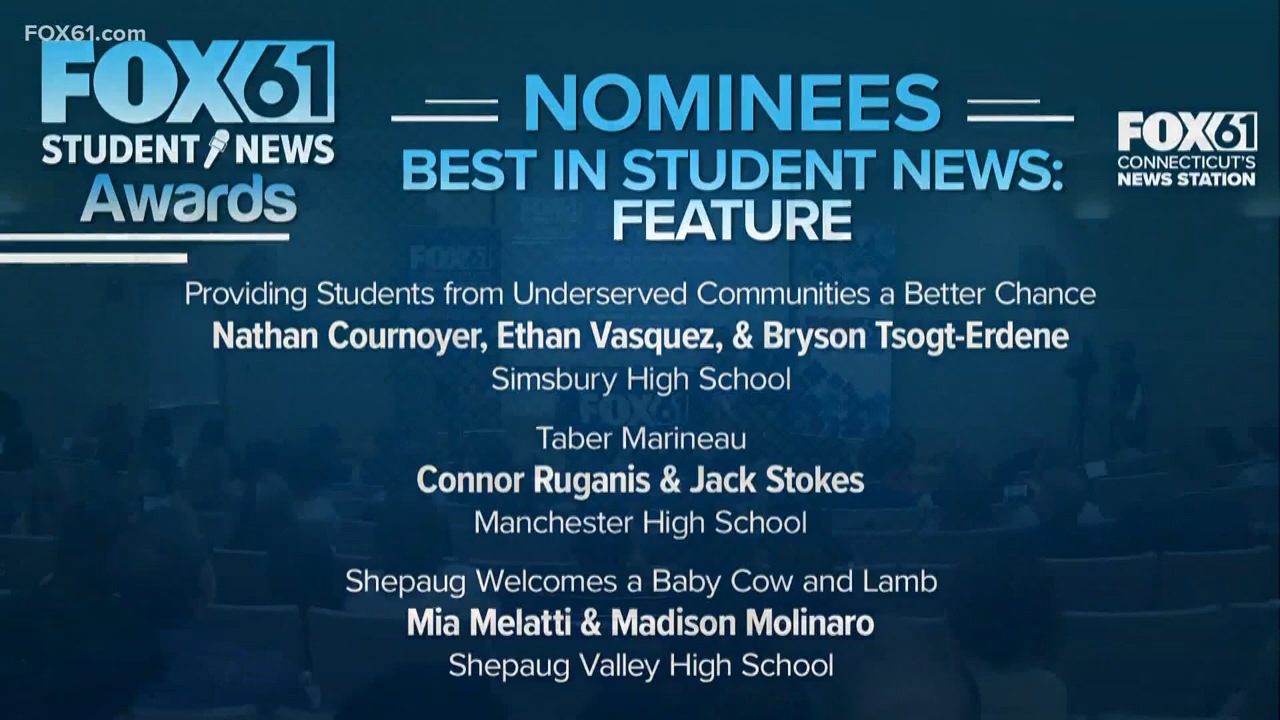 FOX61.com
FOX61
STUDENT NEWS
Awards
NOMINEES
BEST IN STUDENT NEWS:
FEATURE
FOX61
CONNECTICUT'S
NEWS STATION
Providing Students from Underserved Communities a Better Chance
Nathan Cournoyer, Ethan Vasquez, & Bryson Tsogt-Erdene
Simsbury High School
Taber Marineau
Connor Ruganis & Jack Stokes
Manchester High School
Shepaug Welcomes a Baby Cow and Lamb
Mia Melatti & Madison Molinaro
Shepaug Valley High School